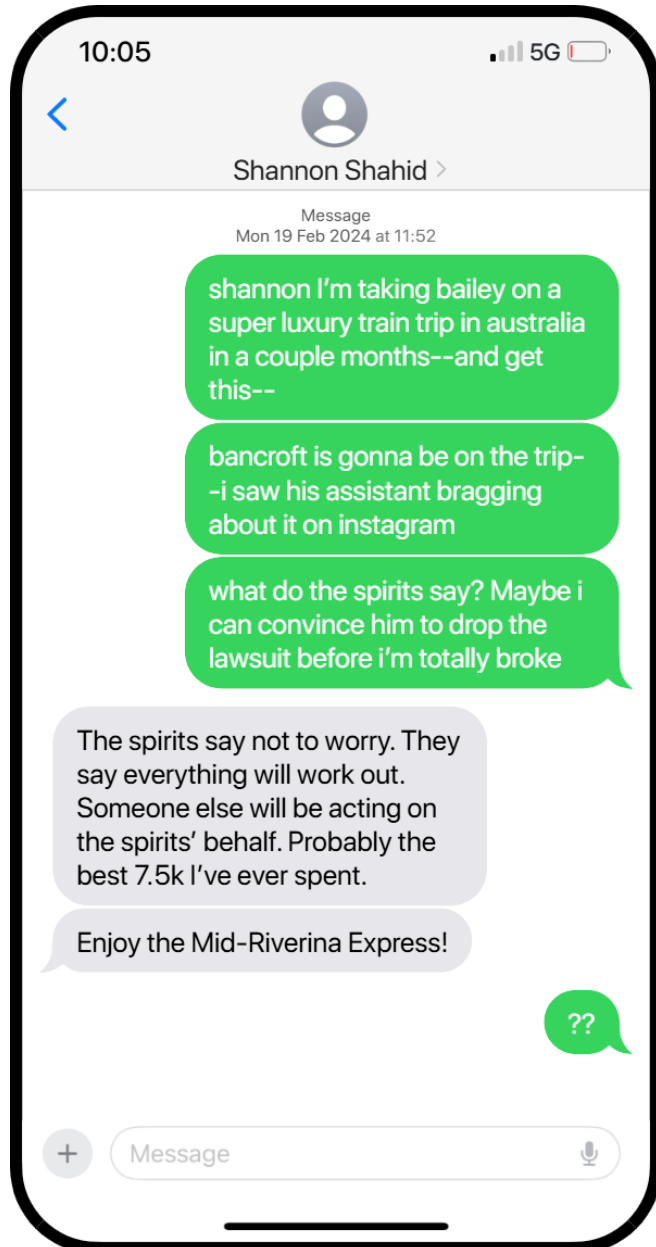 10:05
5G
Shannon Shahid
Message
Mon 19 Feb 2024 at 11:52
shannon I’m taking bailey on a
super luxury train trip in australia
in a couple months--and get
this--
bancroft is gonna be on the trip-
-i saw his assistant bragging
about it on instagram
what do the spirits say? Maybe i
can convince him to drop the
lawsuit before i’m totally broke
The spirits say not to worry. They
say everything will work out.
Someone else will be acting on
the spirits’ behalf. Probably the
best 7.5k I’ve ever spent.
Enjoy the Mid-Riverina Express!
??
Message